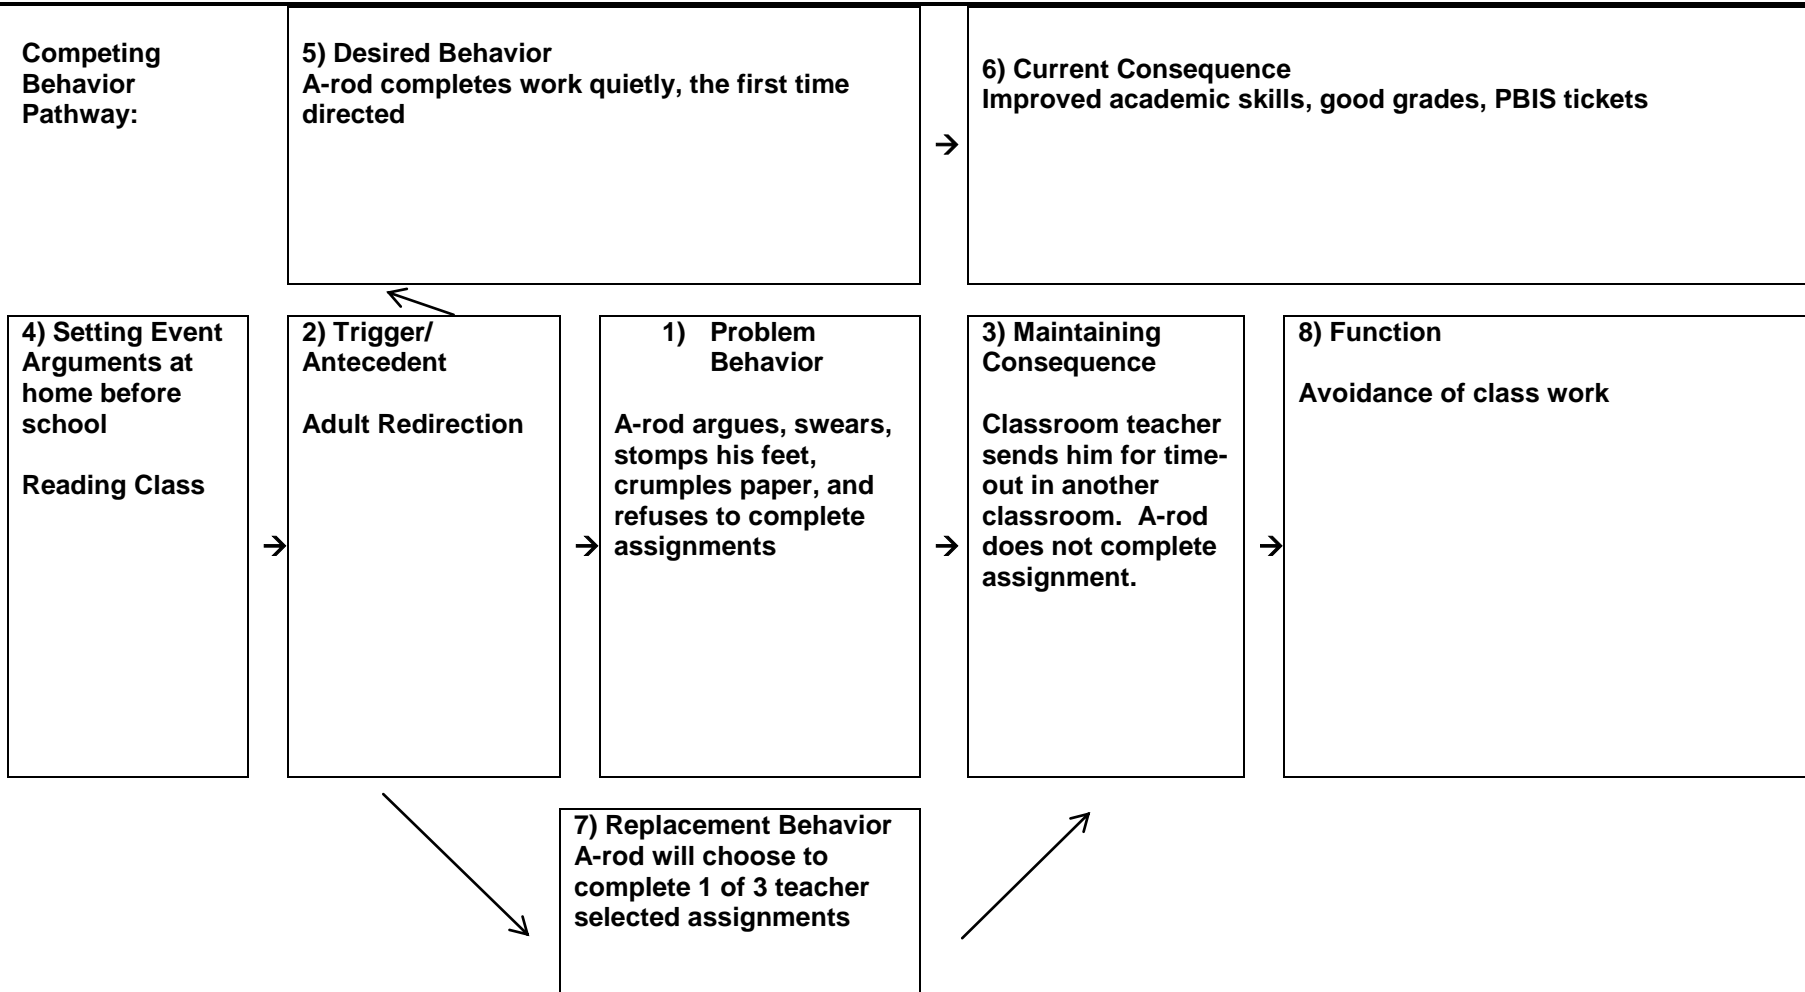 Competing
Behavior
Pathway:
5) Desired Behavior
A-rod completes work quietly, the first time
directed
→
6) Current Consequence
Improved academic skills, good grades, PBIS tickets
4) Setting Event
Arguments at
home before
school
Reading Class
→
2) Trigger/
Antecedent
Adult Redirection
→
1) Problem
Behavior
A-rod argues, swears,
stomps his feet,
crumples paper, and
refuses to complete
assignments
→
3) Maintaining
Consequence
Classroom teacher
sends him for time-
out in another
classroom. A-rod
does not complete
assignment.
→
8) Function
Avoidance of class work
7) Replacement Behavior
A-rod will choose to
complete 1 of 3 teacher
selected assignments